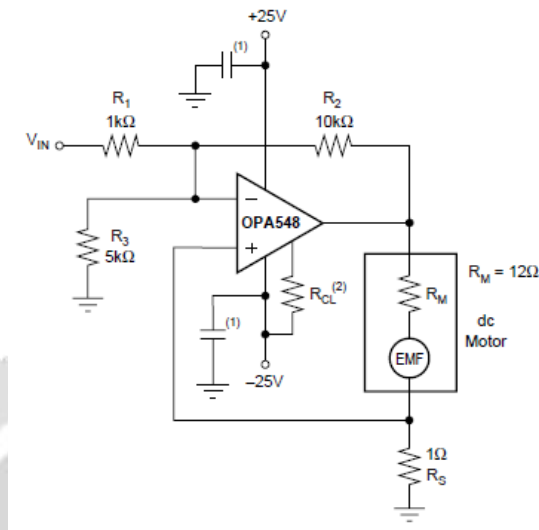 +25V
(1)
R1
1kΩ
R2
10kΩ
VIN
−
OPA548
+
R3
5kΩ
RCL(2)
(1)
–25V
RM
RM = 12Ω
dc
Motor
EMF
1Ω
RS